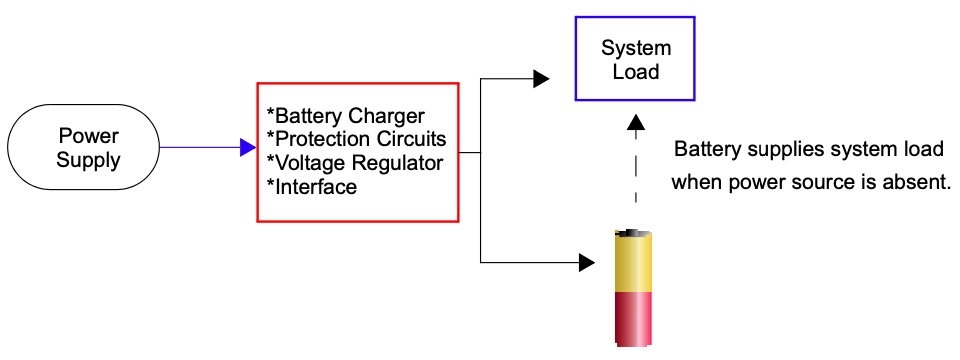 Power
Supply
*Battery Charger
*Protection Circuits
*Voltage Regulator
*Interface
System
Load
Battery supplies system load
when power source is absent.